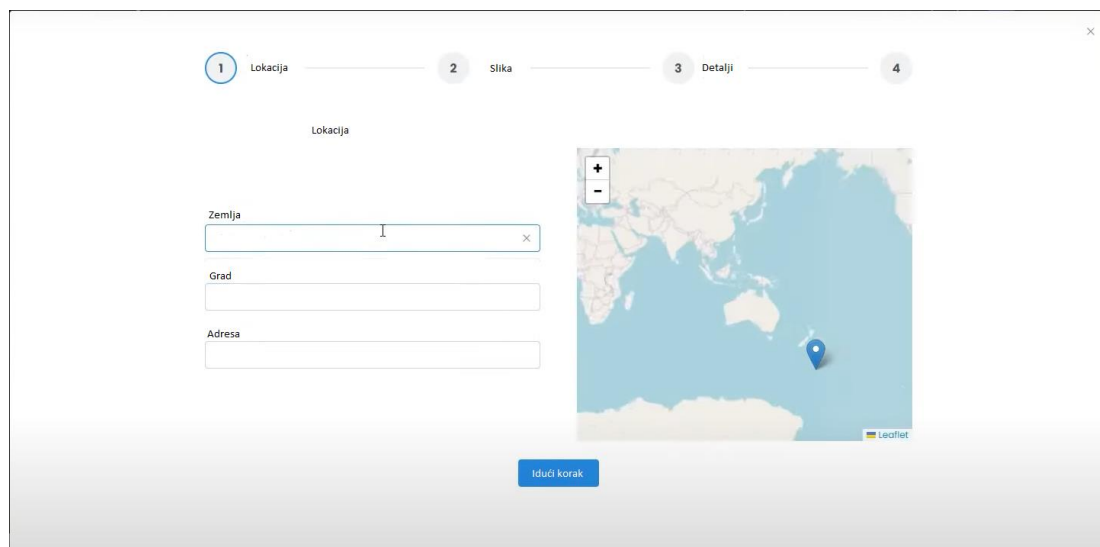 1 Lokacija 2 Slika 3 Detalji 4
Lokacija
Zemlja
Grad
Adresa
+
−
Leaflet
Idući korak